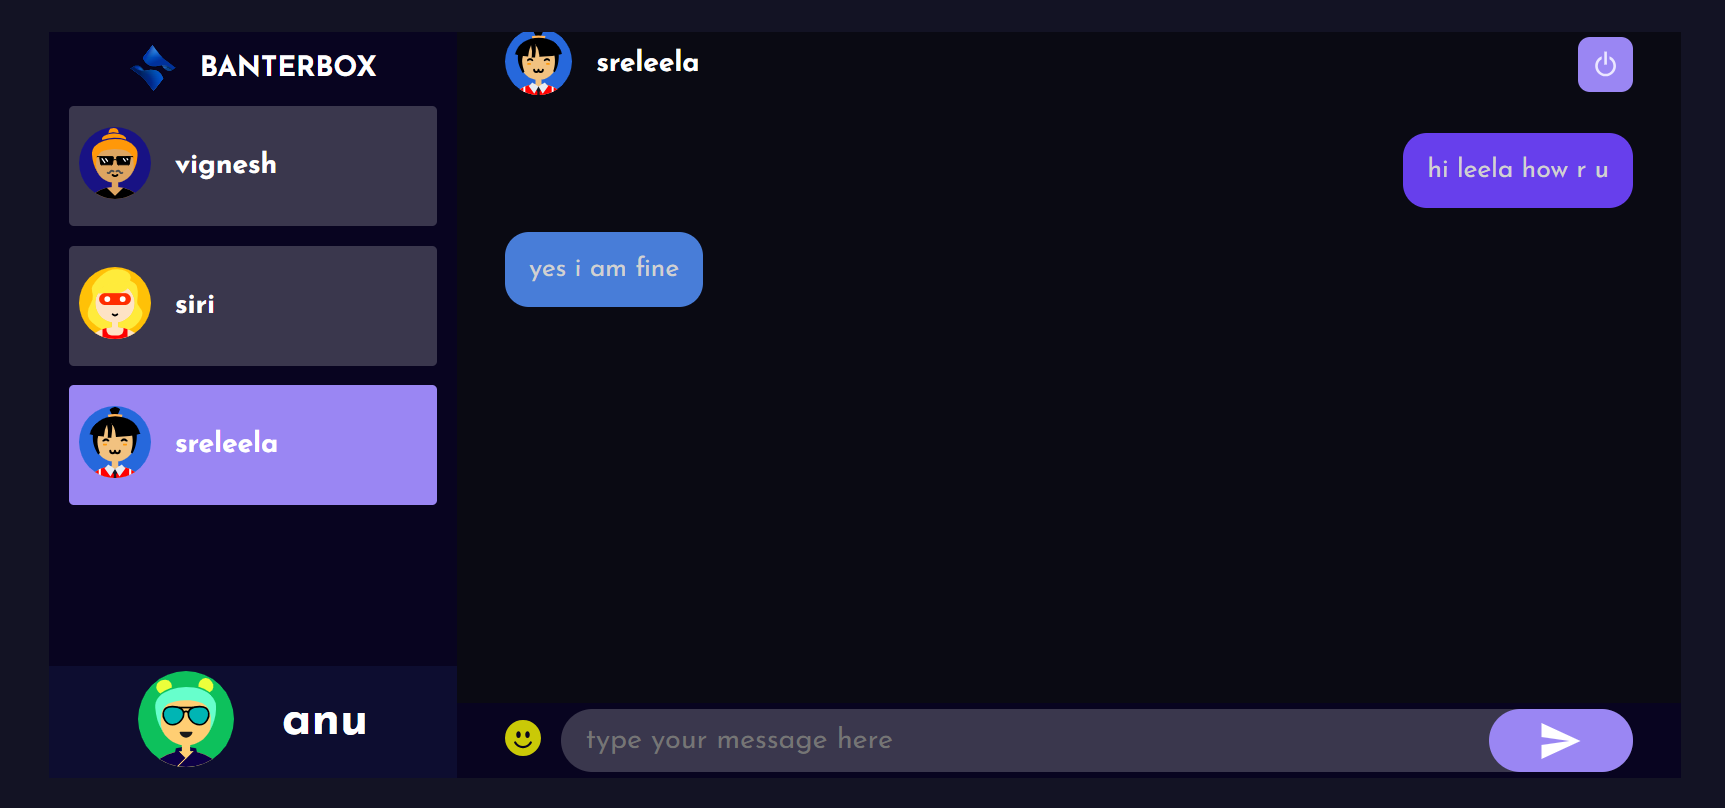 BANTERBOX
vignesh
siri
sreleela
anu
sreleela
hi leela how r u
yes i am fine
type your message here